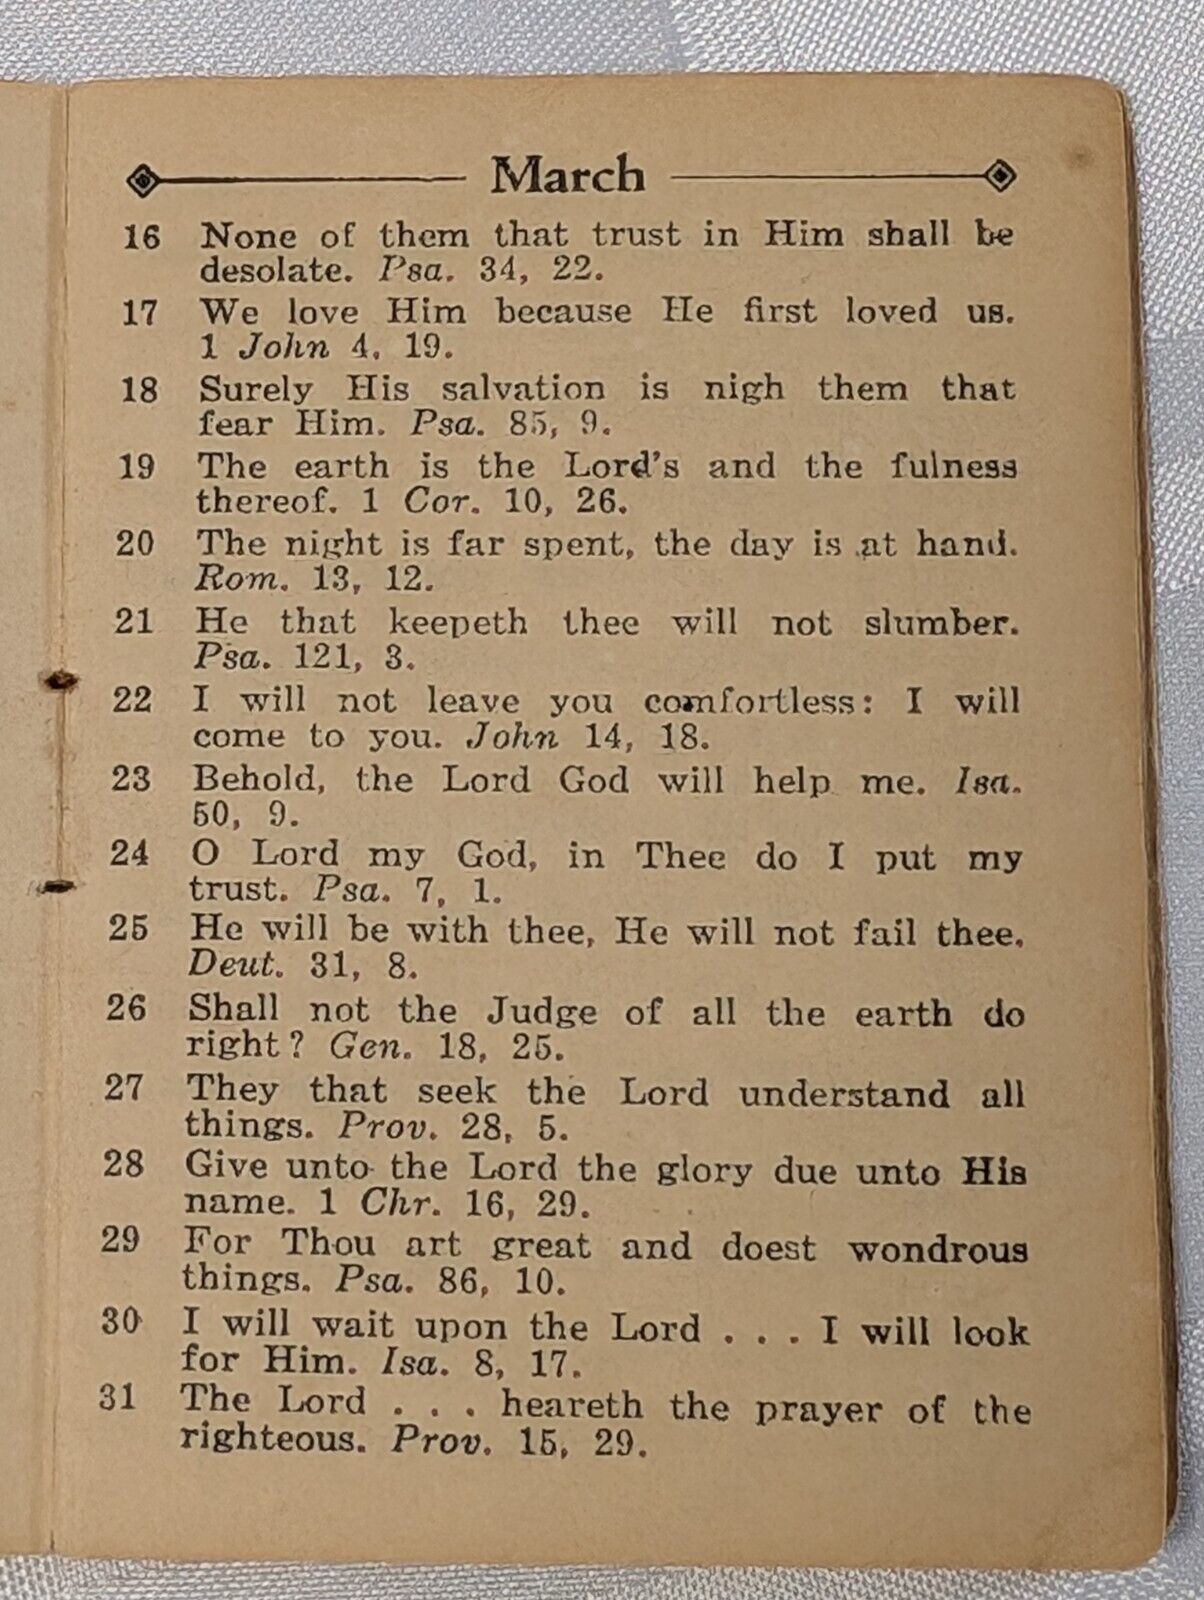 March
16 None of them that trust in Him shall be
desolate. Psa. 34, 22.
17 We love Him because He first loved us.
1 John 4, 19.
18 Surely His salvation is nigh them that
fear Him. Psa. 85, 9.
19 The earth is the Lord's and the fulness
thereof. 1 Cor. 10, 26.
20 The night is far spent, the day is at hand.
Rom. 13, 12.
21 He that keepeth thee will not slumber.
Psa. 121, 3.
22 I will not leave you comfortless: I will
come to you. John 14, 18.
23 Behold, the Lord God will help me. Isa.
50, 9.
24 O Lord my God, in Thee do I put my
trust. Psa. 7, 1.
25 He will be with thee, He will not fail thee.
Deut. 31, 8.
26 Shall not the Judge of all the earth do
right? Gen. 18, 25.
27 They that seek the Lord understand all
things. Prov. 28, 5.
28 Give unto the Lord the glory due unto His
name. 1 Chr. 16, 29.
29 For Thou art great and doest wondrous
things. Psa. 86, 10.
30 I will wait upon the Lord . . . I will look
for Him. Isa. 8, 17.
31 The Lord . . . heareth the prayer of the
righteous. Prov. 15, 29.